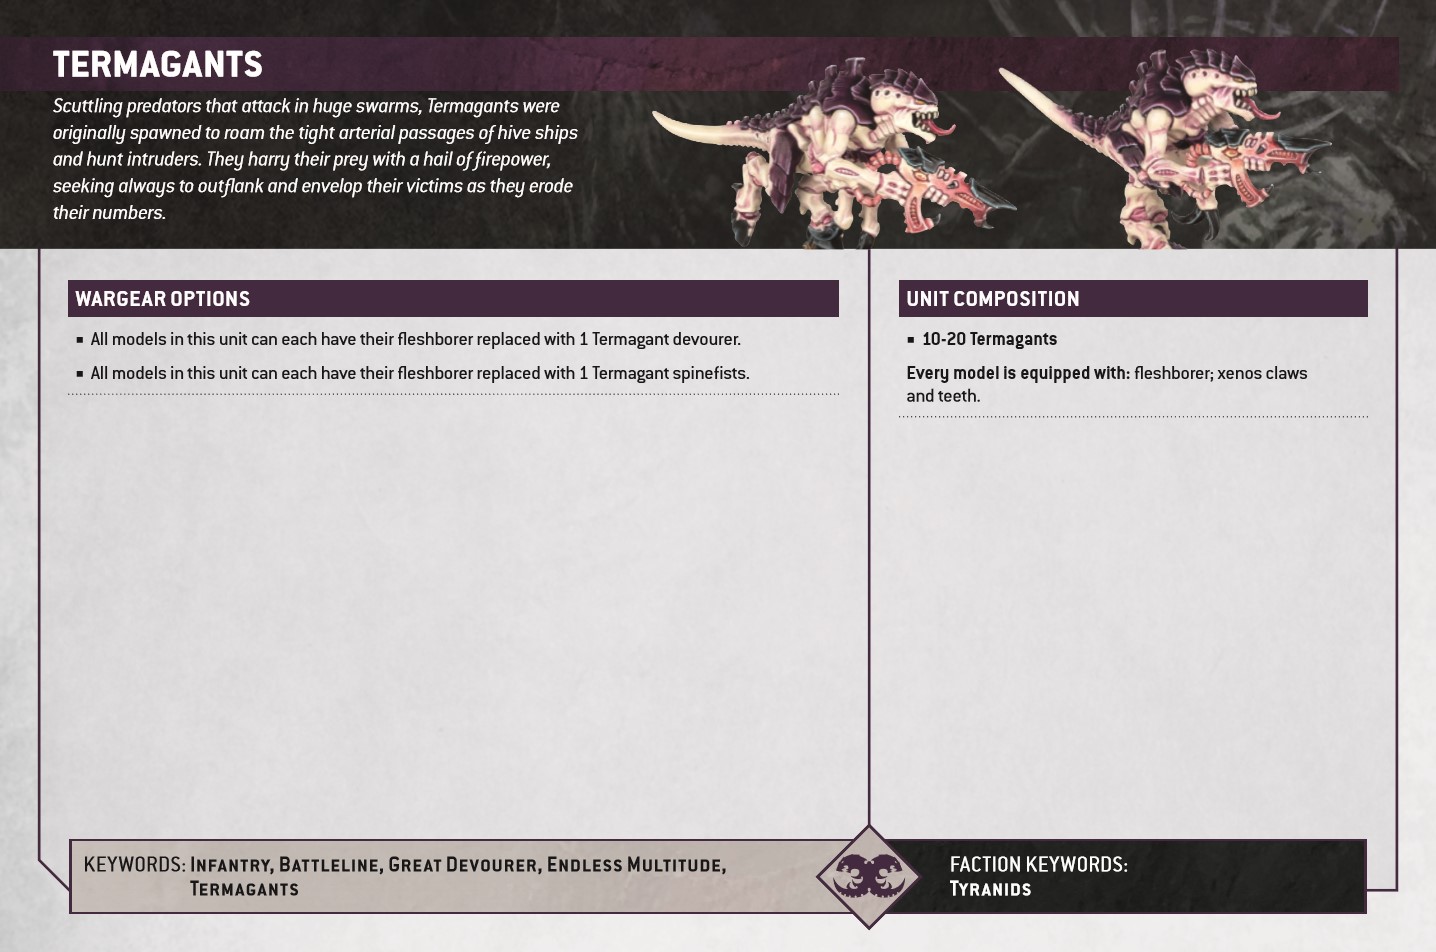 TERMAGANTS
Scuttling predators that attack in huge swarms, Termagants were
originally spawned to roam the tight arterial passages of hive ships
and hunt intruders. They harry their prey with a hail of firepower,
seeking always to outflank and envelop their victims as they erode
their numbers.
WARGEAR OPTIONS
■ All models in this unit can each have their fleshborer replaced with 1 Termagant devourer.
■ All models in this unit can each have their fleshborer replaced with 1 Termagant spinefists.
UNIT COMPOSITION
■ 10-20 Termagants
Every model is equipped with: fleshborer; xenos claws
and teeth.
KEYWORDS: INFANTRY, BATTLELINE, GREAT DEVOURER, ENDLESS MULTITUDE,
TERMAGANTS
FACTION KEYWORDS:
TYRANIDS